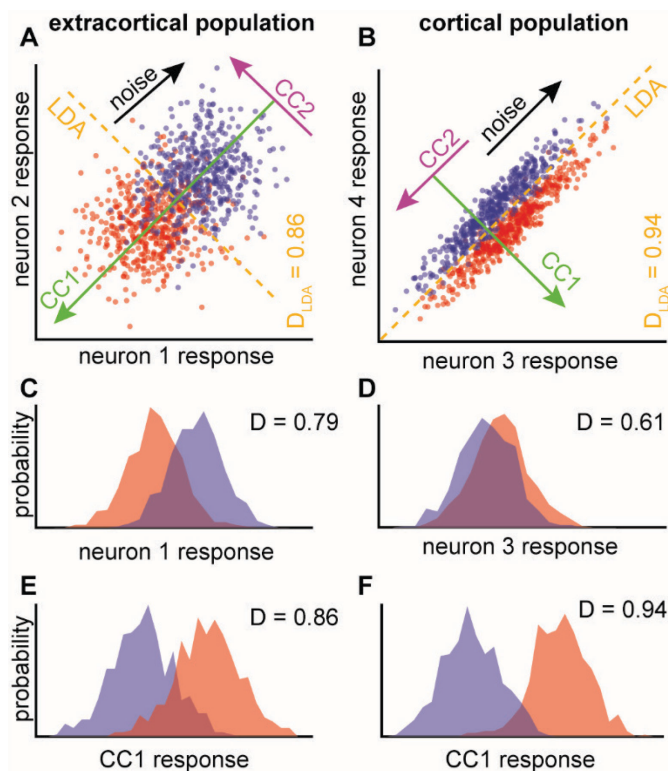 extracortical population
cortical population
A
B
neuron 2 response
LDA
noise
CC2
CC1
D_LDA = 0.86
neuron 1 response
neuron 4 response
CC2
noise
LDA
CC1
D_LDA = 0.94
neuron 3 response
C
D
probability
D = 0.79
D = 0.61
neuron 1 response
neuron 3 response
E
F
probability
D = 0.86
D = 0.94
CC1 response
CC1 response